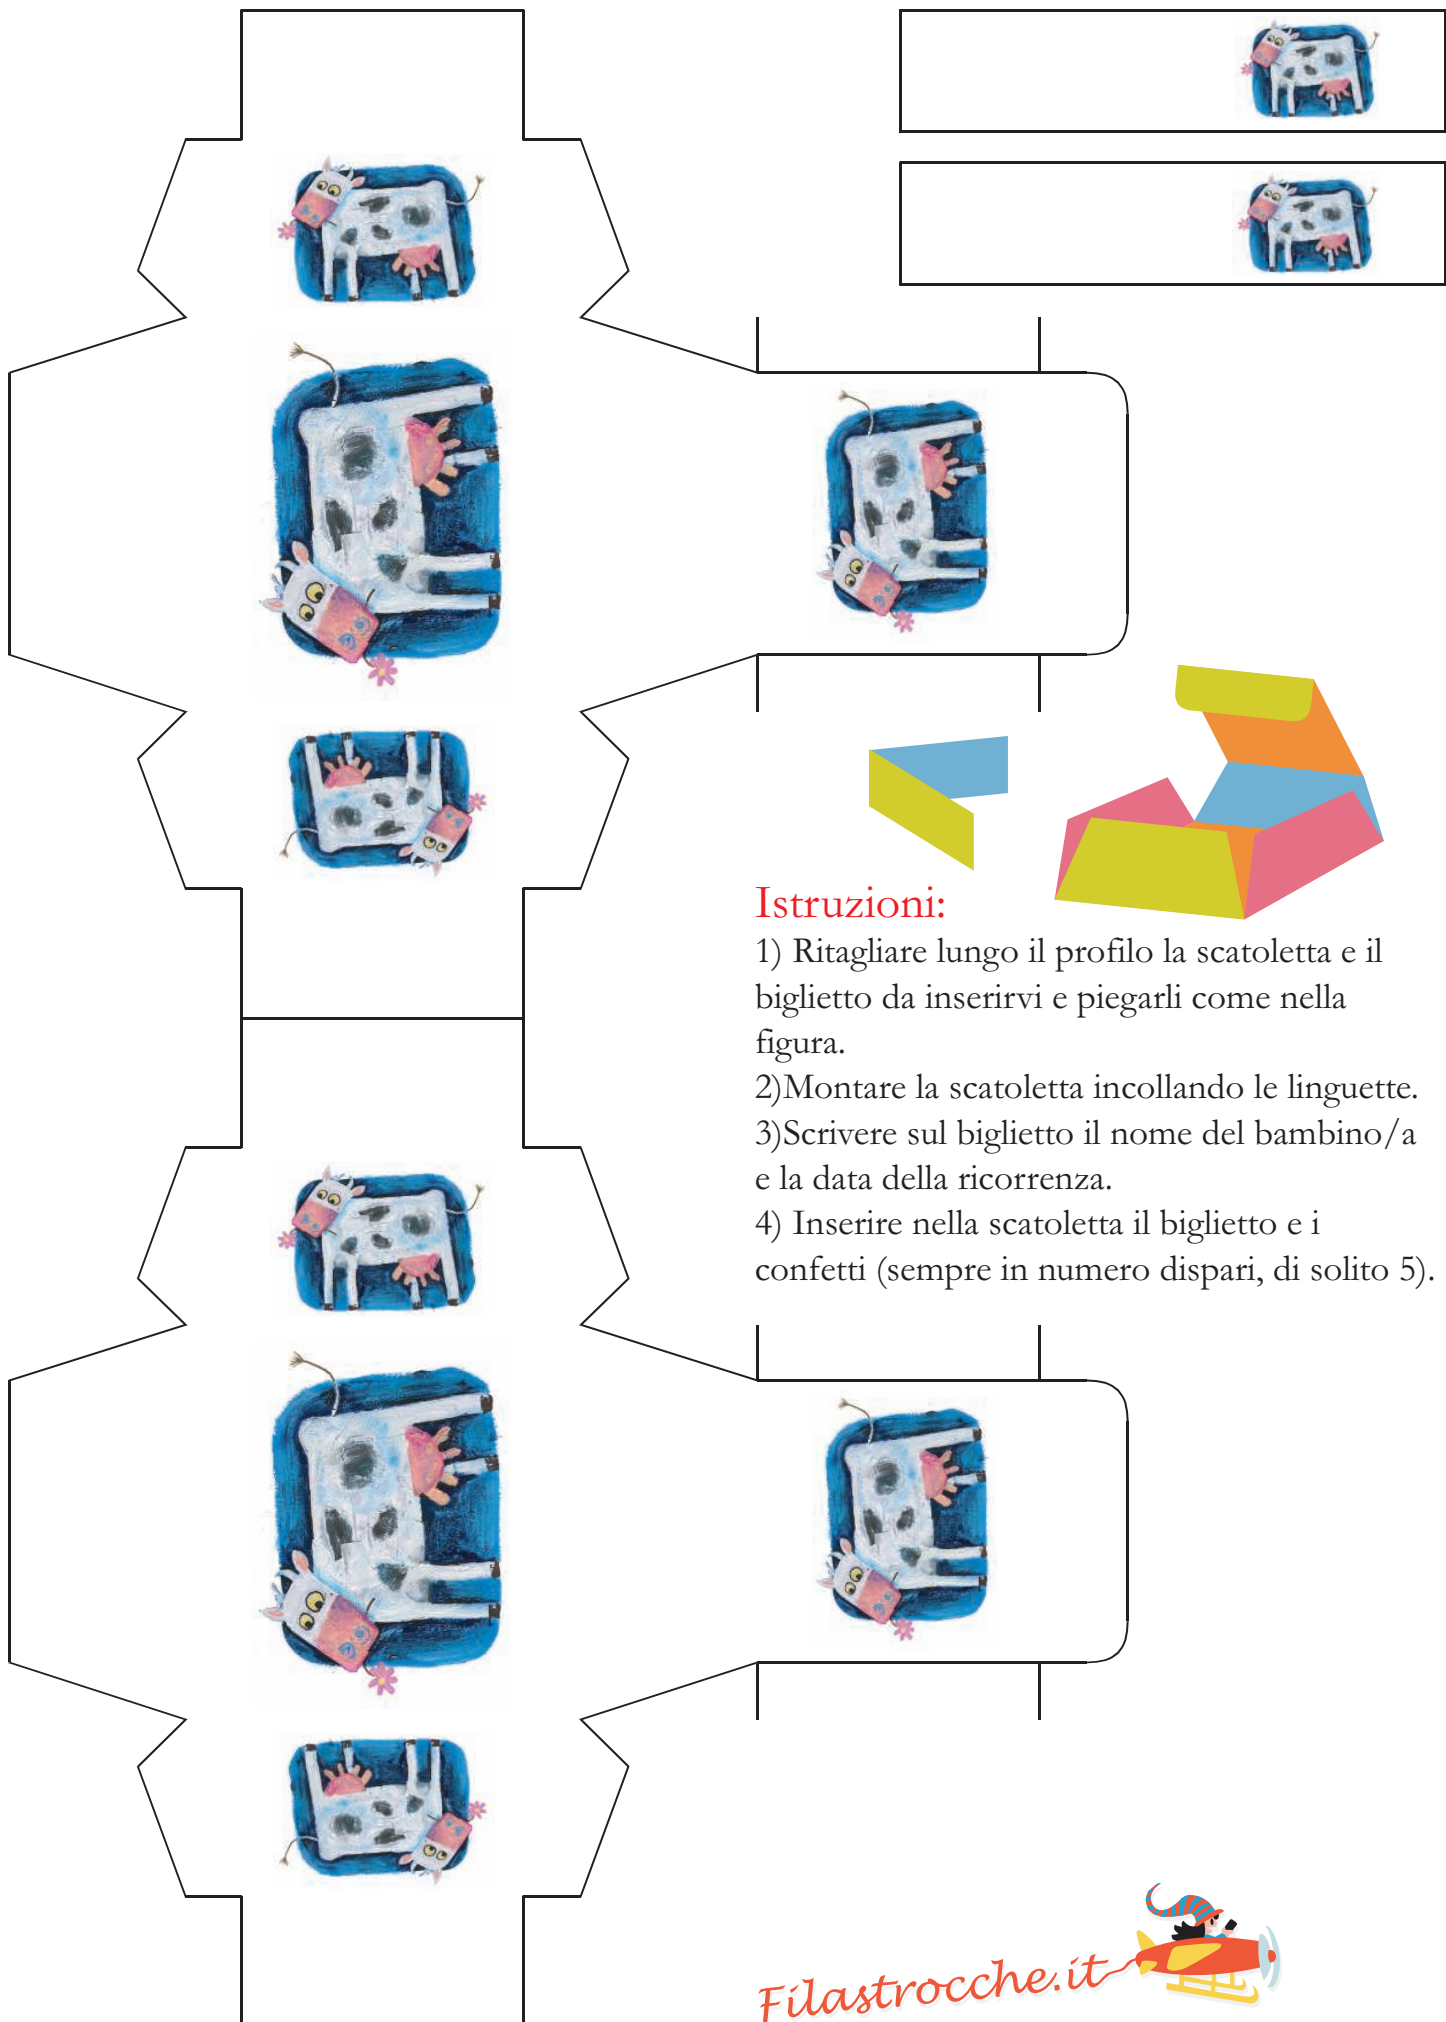 Istruzioni:
1) Ritagliare lungo il profilo la scatoletta e il
biglietto da inserirvi e piegarli come nella
figura.
2)Montare la scatoletta incollando le linguette.
3)Scrivere sul biglietto il nome del bambino/a
e la data della ricorrenza.
4) Inserire nella scatoletta il biglietto e i
confetti (sempre in numero dispari, di solito 5).
Filastrocche.it